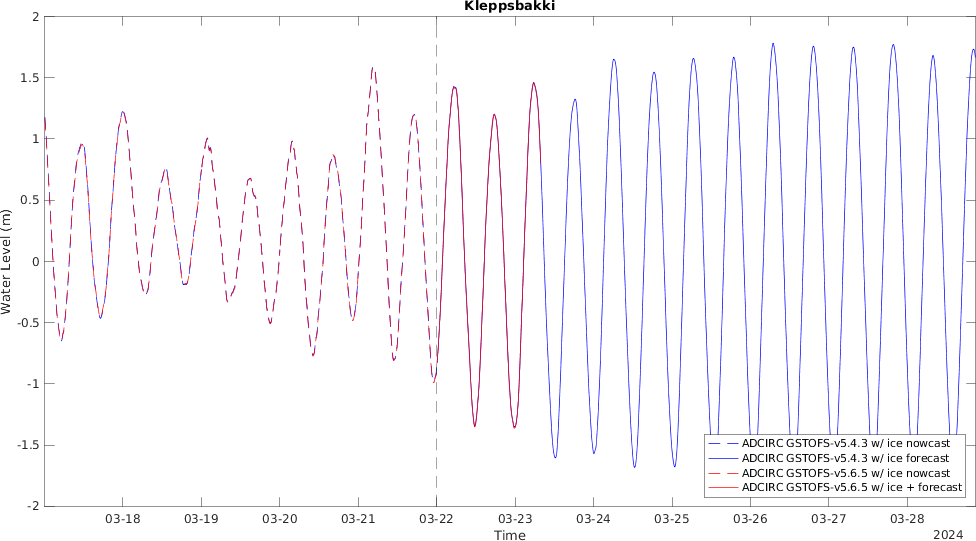 Kleppsbakki
Water Level (m)
2
1.5
1
0.5
0
-0.5
-1
-1.5
-2
ADCIRC GSTOFS-v5.4.3 w/ ice nowcast
ADCIRC GSTOFS-v5.4.3 w/ ice forecast
ADCIRC GSTOFS-v5.6.5 w/ ice nowcast
ADCIRC GSTOFS-v5.6.5 w/ ice + forecast
03-18 03-19 03-20 03-21 03-22 03-23 03-24 03-25 03-26 03-27 03-28
Time
2024